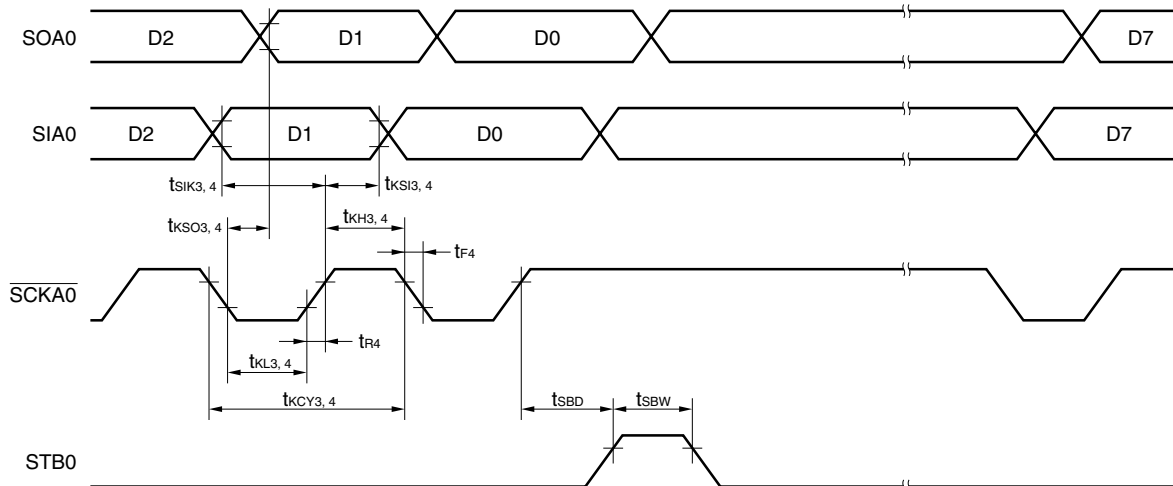 SOA0 D2 D1 D0 D7
SIA0 D2 D1 D0 D7
tSIK3, 4 tKSI3, 4
tKSO3, 4 tKH3, 4
tF4
SCKA0
tR4
tKL3, 4
tKCY3, 4 tSBD tSBW
STB0